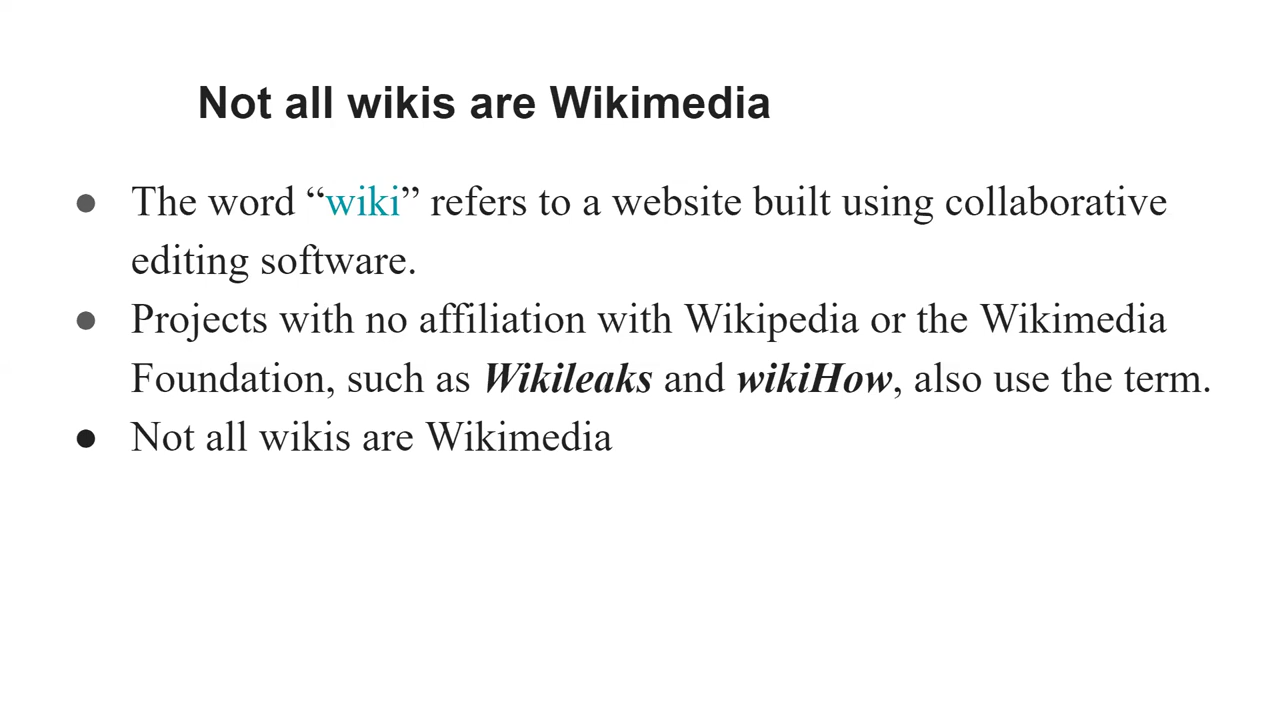 Not all wikis are Wikimedia
● The word “wiki” refers to a website built using collaborative
editing software.
● Projects with no affiliation with Wikipedia or the Wikimedia
Foundation, such as Wikileaks and wikiHow, also use the term.
● Not all wikis are Wikimedia